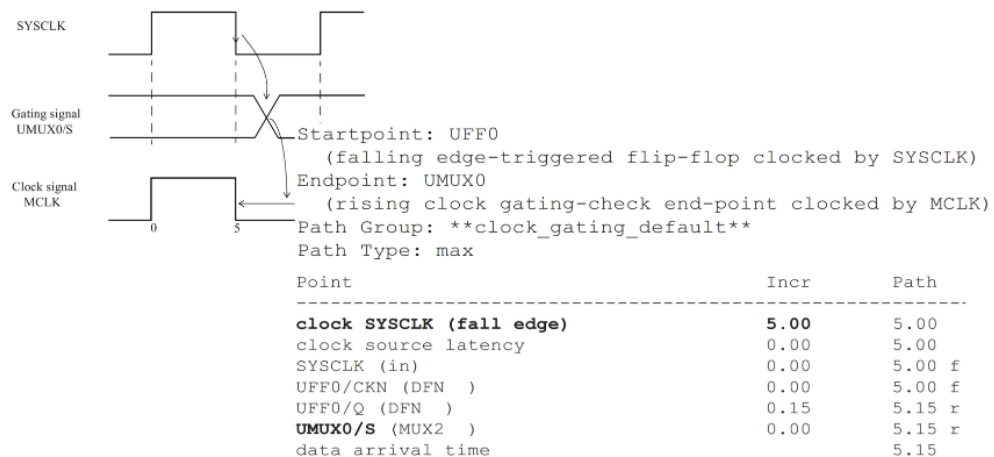 SYSCLK
Gating signal
UMUX0/S
Clock signal
MCLK
0 5
Startpoint: UFF0
(falling edge-triggered flip-flop clocked by SYSCLK)
Endpoint: UMUX0
(rising clock gating-check end-point clocked by MCLK)
Path Group: **clock_gating_default**
Path Type: max
Point Incr Path
clock SYSCLK (fall edge) 5.00 5.00
clock source latency 0.00 5.00
SYSCLK (in) 0.00 5.00 f
UFF0/CKN (DFN ) 0.00 5.00 f
UFF0/Q (DFN ) 0.15 5.15 r
UMUX0/S (MUX2 ) 0.00 5.15 r
data arrival time 5.15